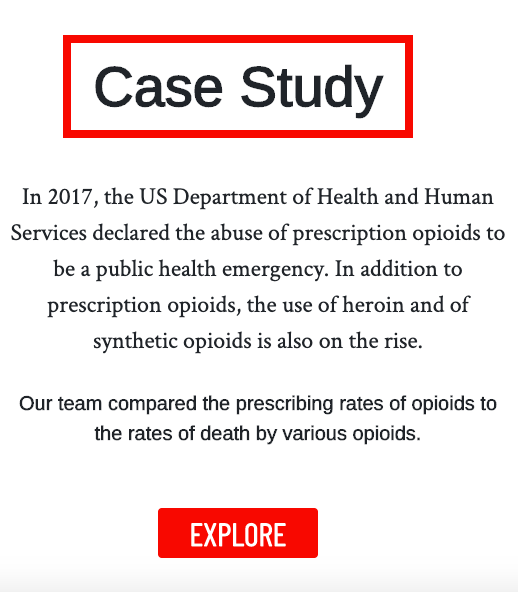 Case Study
In 2017, the US Department of Health and Human
Services declared the abuse of prescription opioids to
be a public health emergency. In addition to
prescription opioids, the use of heroin and of
synthetic opioids is also on the rise.
Our team compared the prescribing rates of opioids to
the rates of death by various opioids.
EXPLORE